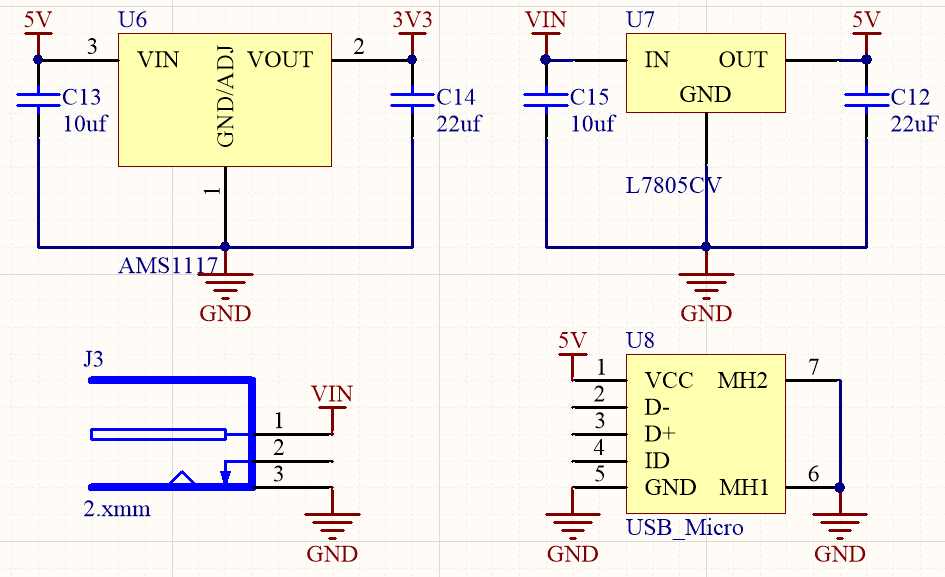 5V
U6
3V3
3
VIN
GND/ADJ
VOUT
2
C13
10uf
C14
22uf
1
AMS1117
GND
VIN
U7
5V
IN
OUT
GND
C15
10uf
C12
22uF
L7805CV
GND
J3
VIN
1
2
3
2.xmm
GND
5V
U8
1
VCC
MH2
7
2
D-
3
D+
4
ID
5
GND
MH1
6
USB_Micro
GND
GND